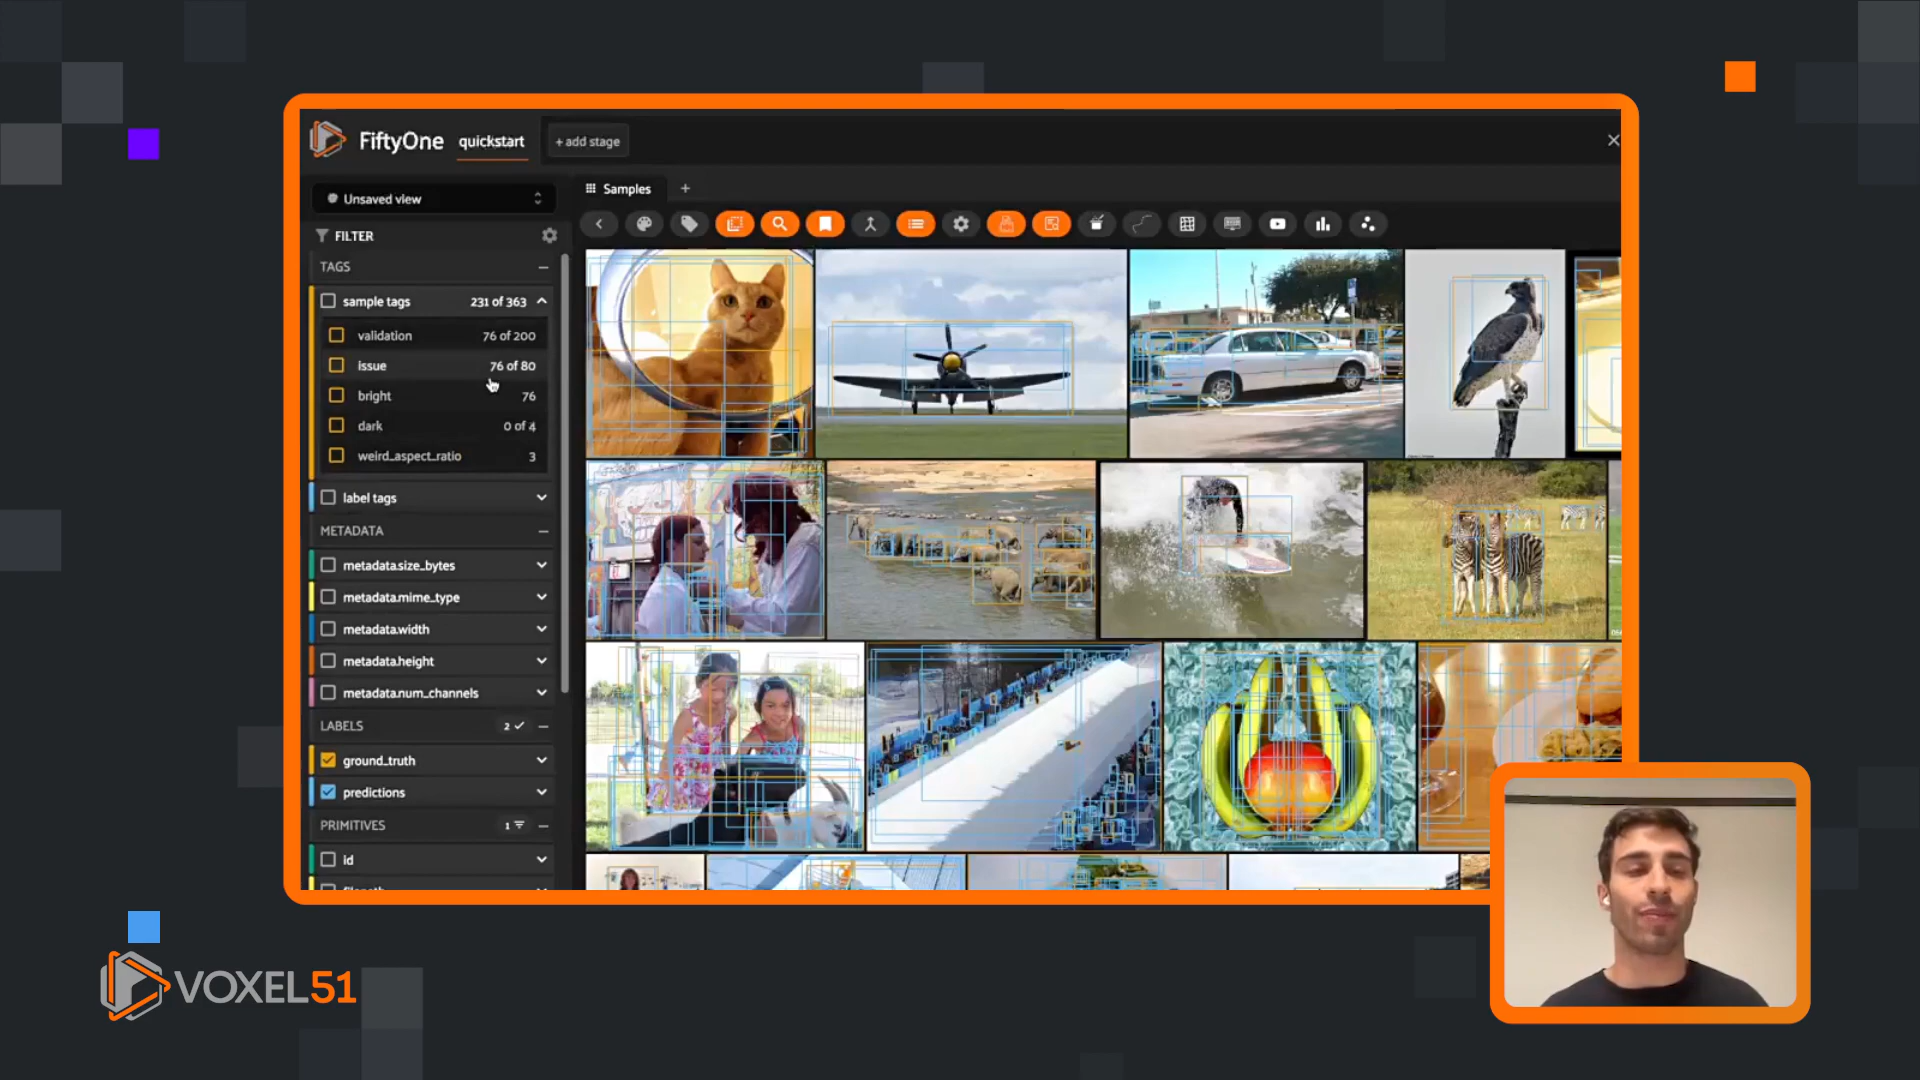 FiftyOne quickstart + add stage
Unsaved view
Samples +
FILTER
TAGS
sample tags 231 of 363
validation 76 of 200
issue 76 of 80
bright 76
dark 0 of 4
weird_aspect_ratio 3
label tags
METADATA
metadata.size_bytes
metadata.mime_type
metadata.width
metadata.height
metadata.num_channels
LABELS 2
ground_truth
predictions
PRIMITIVES 1
id
filepath
VOXEL51